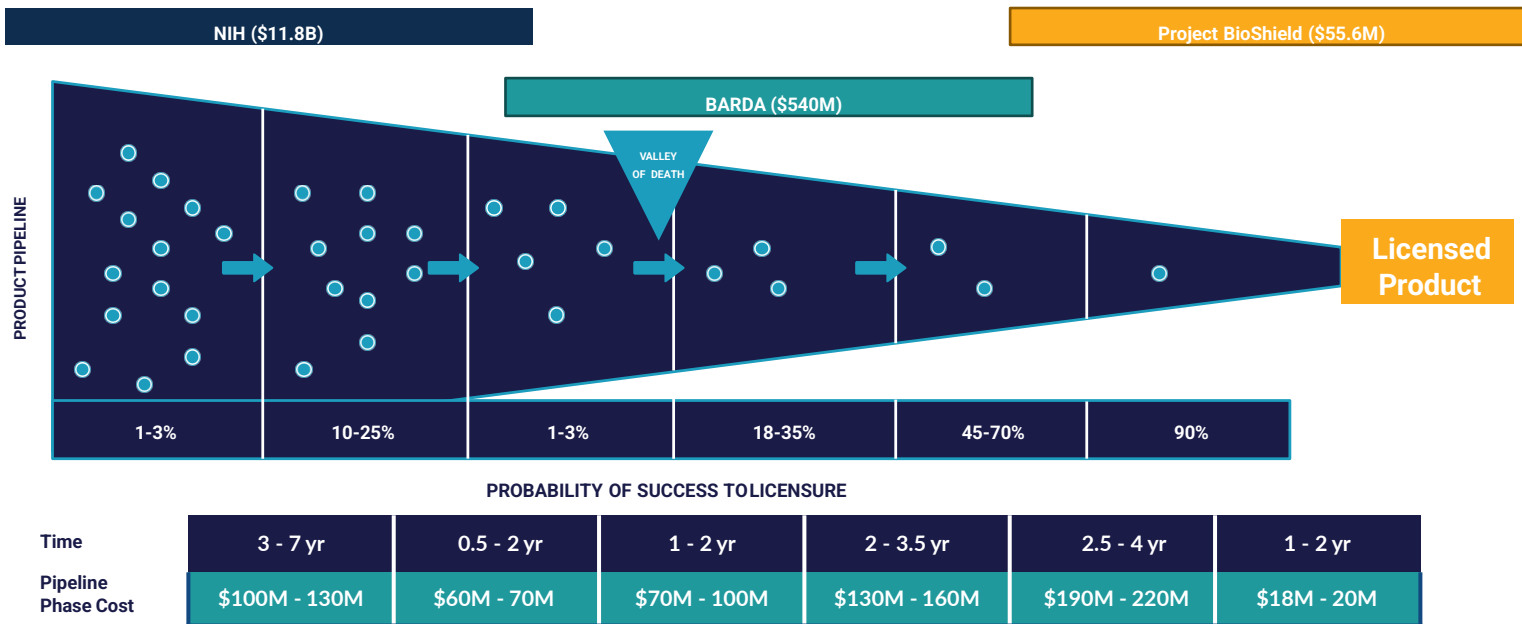 NIH ($11.8B)
Project BioShield ($55.6M)
BARDA ($540M)
VALLEY
OF DEATH
PRODUCT PIPELINE
Licensed
Product
1-3% 10-25% 1-3% 18-35% 45-70% 90%
PROBABILITY OF SUCCESS TO LICENSURE
Time 3 - 7 yr 0.5 - 2 yr 1 - 2 yr 2 - 3.5 yr 2.5 - 4 yr 1 - 2 yr
Pipeline
Phase Cost $100M - 130M $60M - 70M $70M - 100M $130M - 160M $190M - 220M $18M - 20M